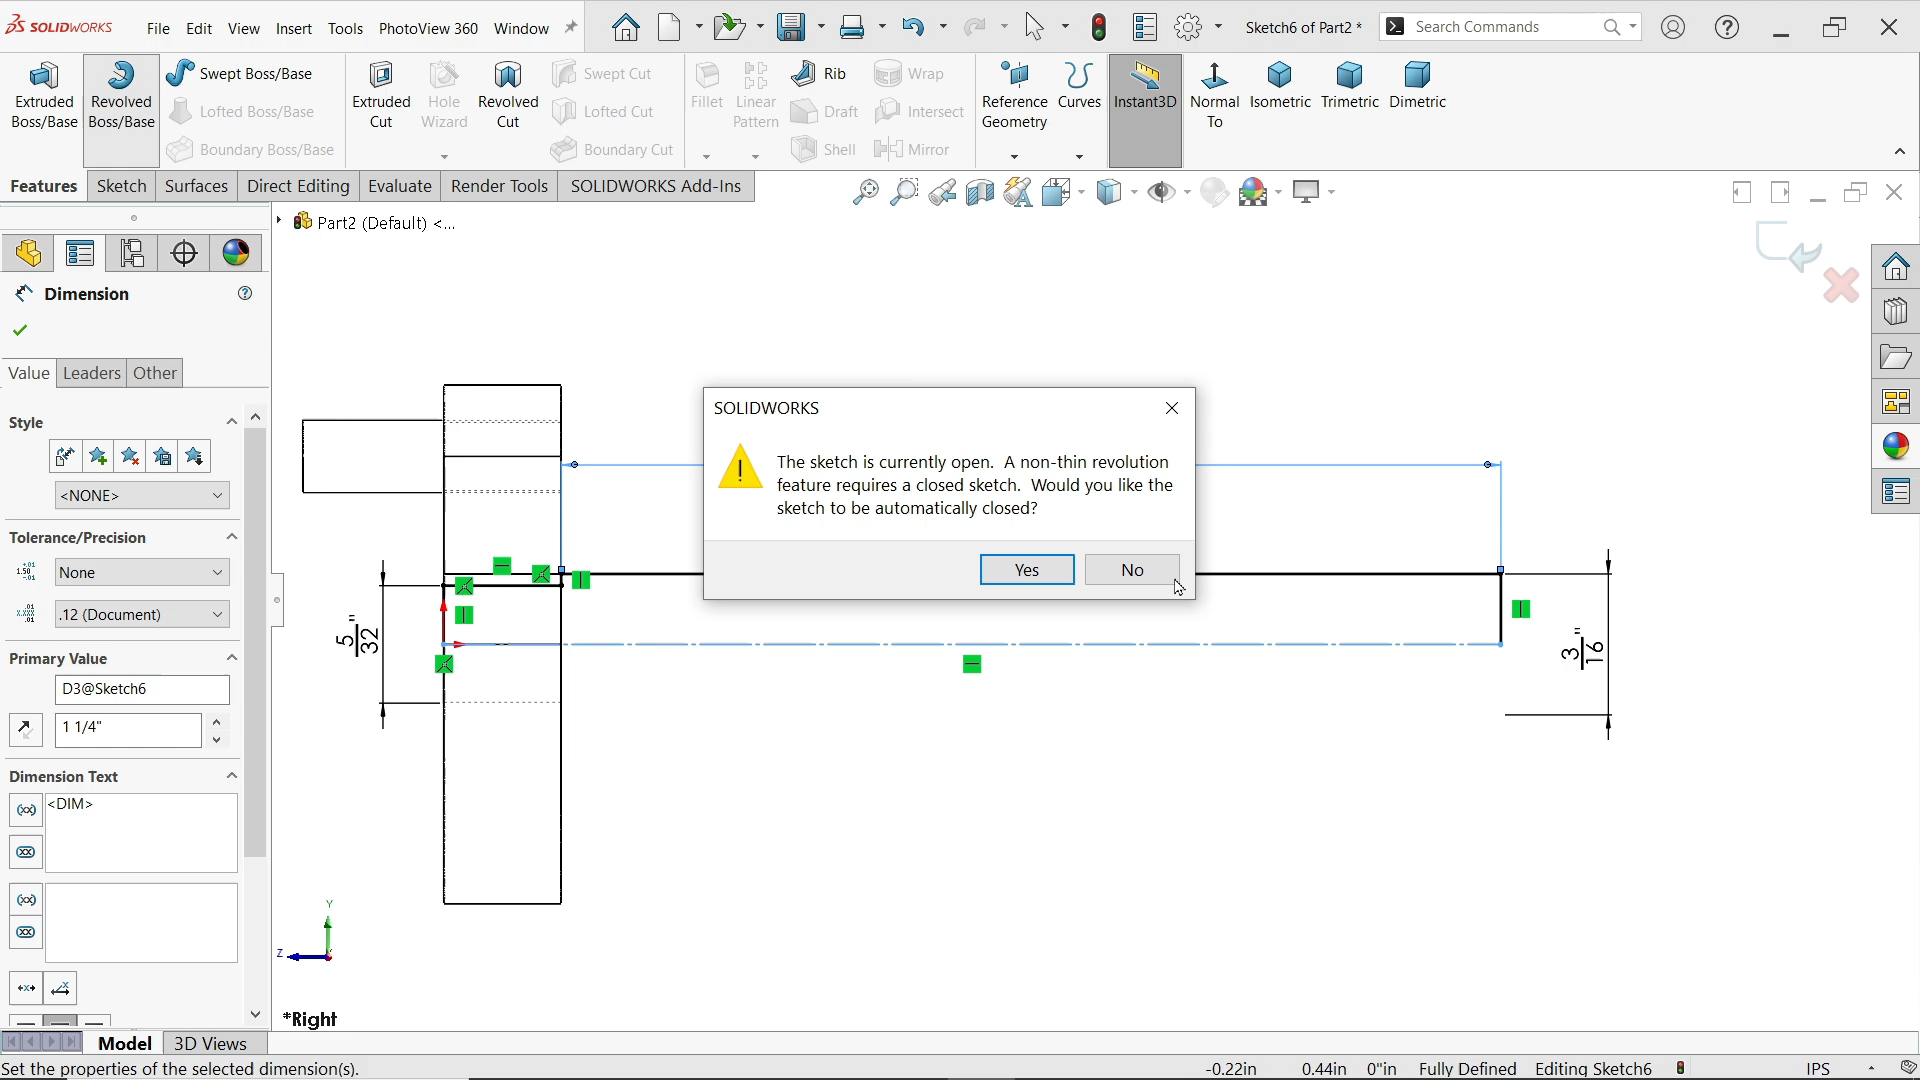 SOLIDWORKS File Edit View Insert Tools PhotoView 360 Window Sketch6 of Part2 * Search Commands
Extruded Boss/Base
Revolved Boss/Base
Swept Boss/Base
Lofted Boss/Base
Boundary Boss/Base
Extruded Cut
Hole Wizard
Revolved Cut
Swept Cut
Lofted Cut
Boundary Cut
Fillet
Linear Pattern
Rib
Draft
Shell
Wrap
Intersect
Mirror
Reference Geometry
Curves
Instant3D
Normal To
Isometric
Trimetric
Dimetric
Features Sketch Surfaces Direct Editing Evaluate Render Tools SOLIDWORKS Add-Ins
Part2 (Default) <...
Dimension
Value Leaders Other
Style
<NONE>
Tolerance/Precision
None
.12 (Document)
Primary Value
D3@Sketch6
1 1/4"
Dimension Text
<DIM>
SOLIDWORKS
The sketch is currently open. A non-thin revolution
feature requires a closed sketch. Would you like the
sketch to be automatically closed?
Yes No
5/32"
3/16"
Y
Z
*Right
Model 3D Views
Set the properties of the selected dimension(s). -0.22in 0.44in 0"in Fully Defined Editing Sketch6 IPS